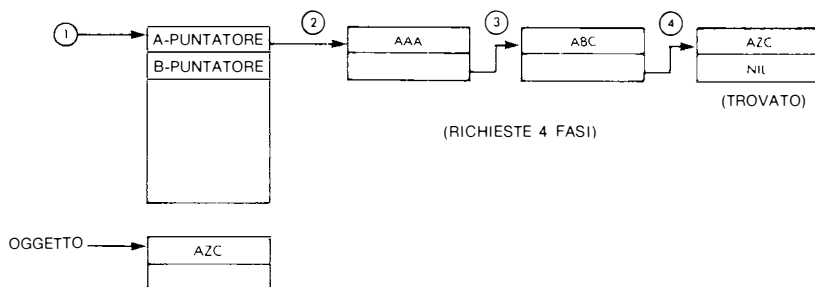 1
A-PUNTATORE
B-PUNTATORE
2
AAA
3
ABC
4
AZC
NIL
(TROVATO)
(RICHIESTE 4 FASI)
OGGETTO
AZC